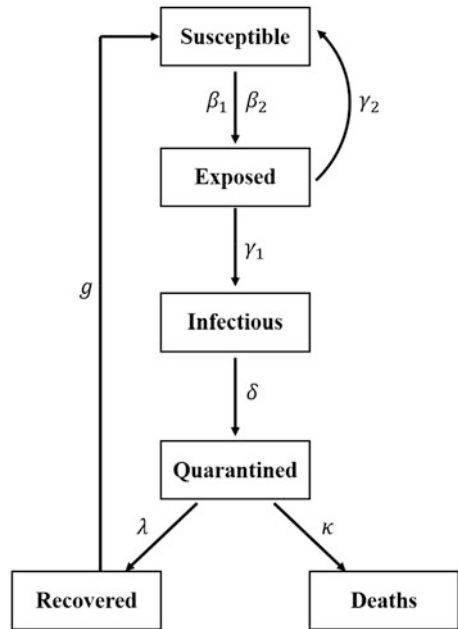 Susceptible
β₁ β₂
γ₂
Exposed
γ₁
g
Infectious
δ
Quarantined
λ
κ
Recovered
Deaths